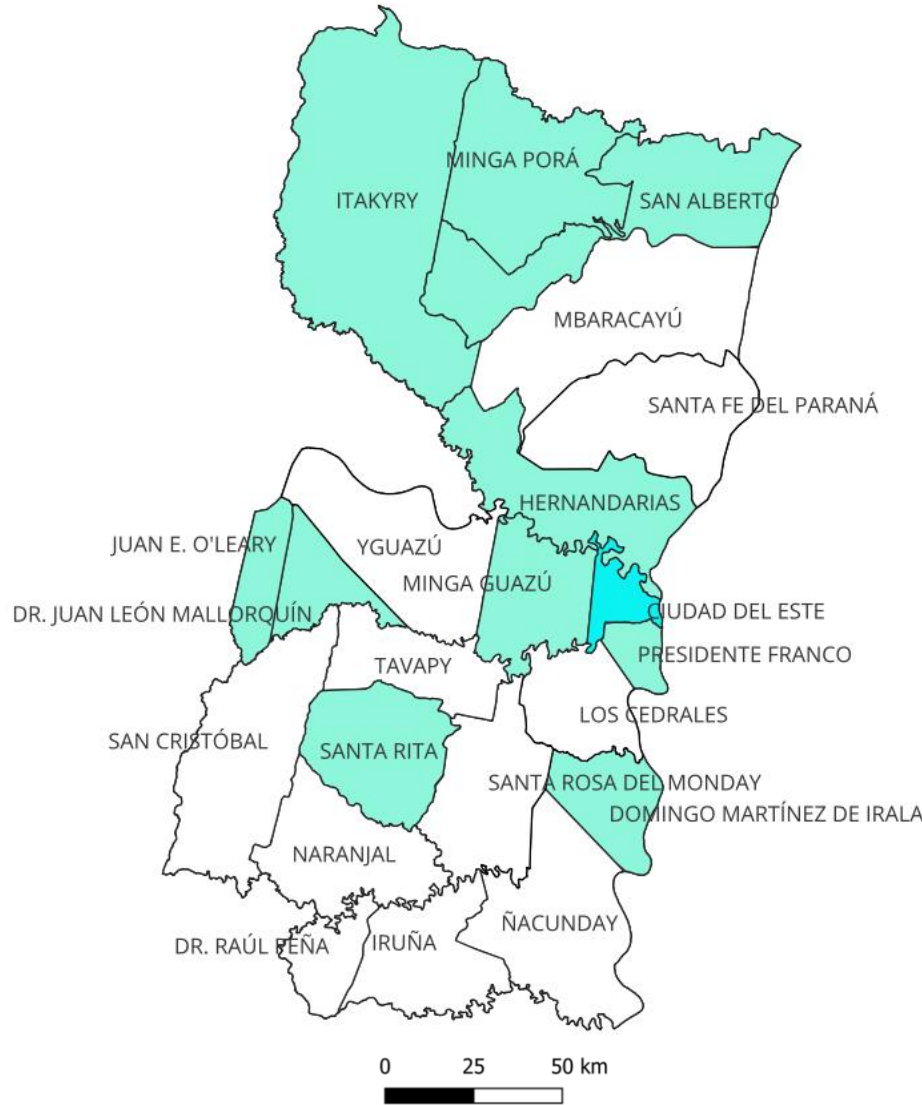 MINGA PORÁ
ITAKYRY
SAN ALBERTO
MBARACAYÚ
SANTA FE DEL PARANÁ
HERNANDARIAS
JUAN E. O'LEARY
YGUAZÚ
MINGA GUAZÚ
DR. JUAN LEÓN MALLORQUÍN
CIUDAD DEL ESTE
PRESIDENTE FRANCO
TAVAPY
LOS CEDRALES
SAN CRISTÓBAL
SANTA RITA
SANTA ROSA DEL MONDAY
DOMINGO MARTÍNEZ DE IRALA
NARANJAL
ÑACUNDAY
DR. RAÚL PEÑA
IRUÑA
0 25 50 km